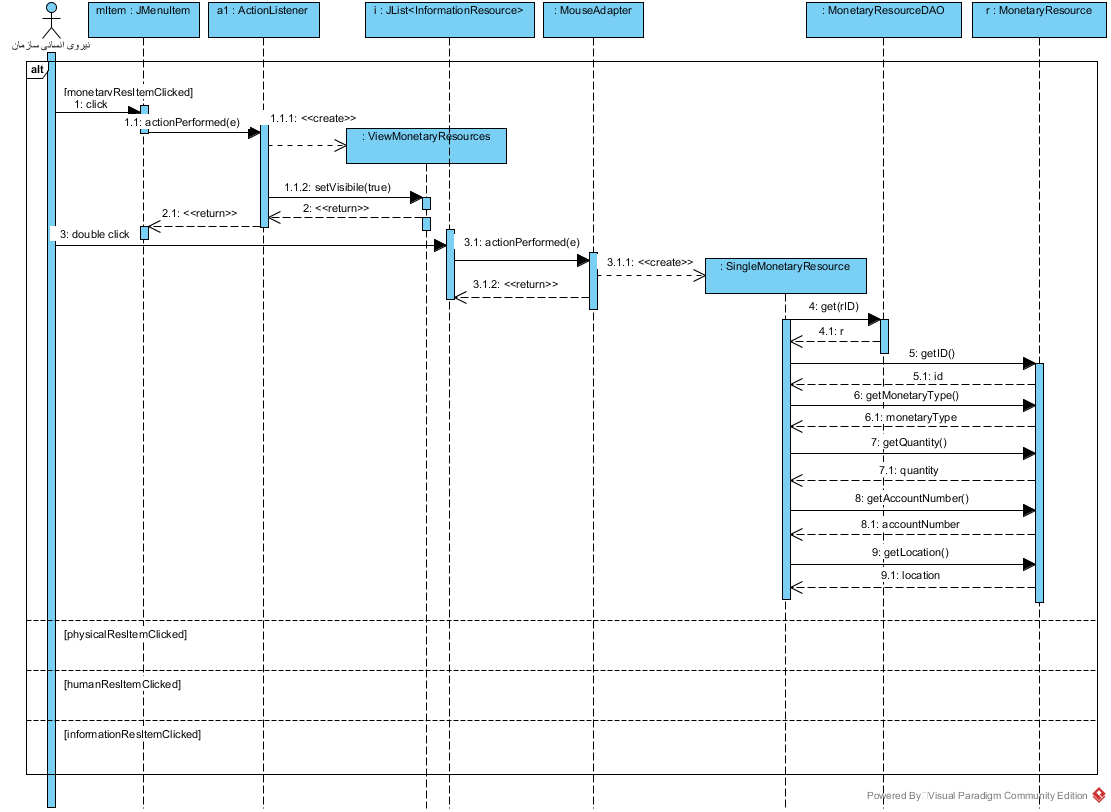 mItem : JMenuItem
a1 : ActionListener
i : JList<InformationResource>
: MouseAdapter
: MonetaryResourceDAO
r : MonetaryResource
نیروی انسانی سازمان
alt
[monetaryResItemClicked]
1: click
1.1: actionPerformed(e)
1.1.1: <<create>>
: ViewMonetaryResources
1.1.2: setVisibile(true)
2: <<return>>
2.1: <<return>>
3: double click
3.1: actionPerformed(e)
3.1.1: <<create>>
: SingleMonetaryResource
3.1.2: <<return>>
4: get(rID)
4.1: r
5: getID()
5.1: id
6: getMonetaryType()
6.1: monetaryType
7: getQuantity()
7.1: quantity
8: getAccountNumber()
8.1: accountNumber
9: getLocation()
9.1: location
[physicalResItemClicked]
[humanResItemClicked]
[informationResItemClicked]
Powered By Visual Paradigm Community Edition